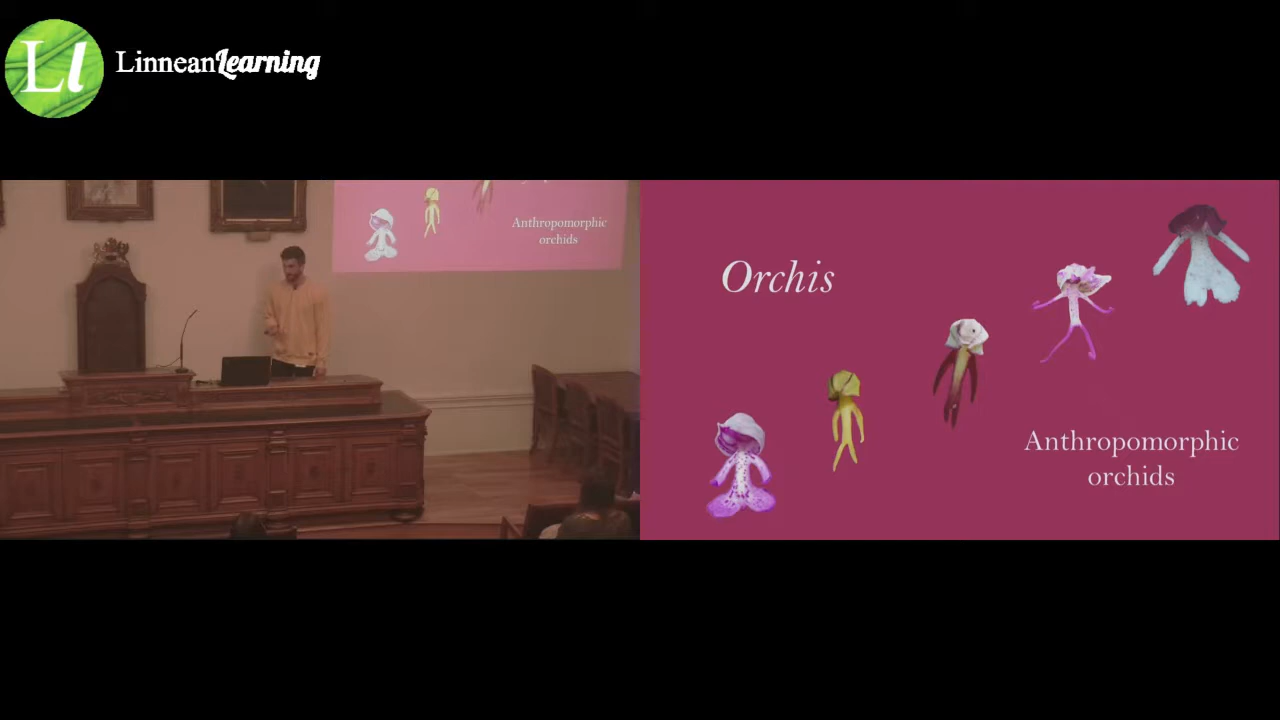 Ll LinneanLearning
Anthropomorphic
orchids
Orchis
Anthropomorphic
orchids